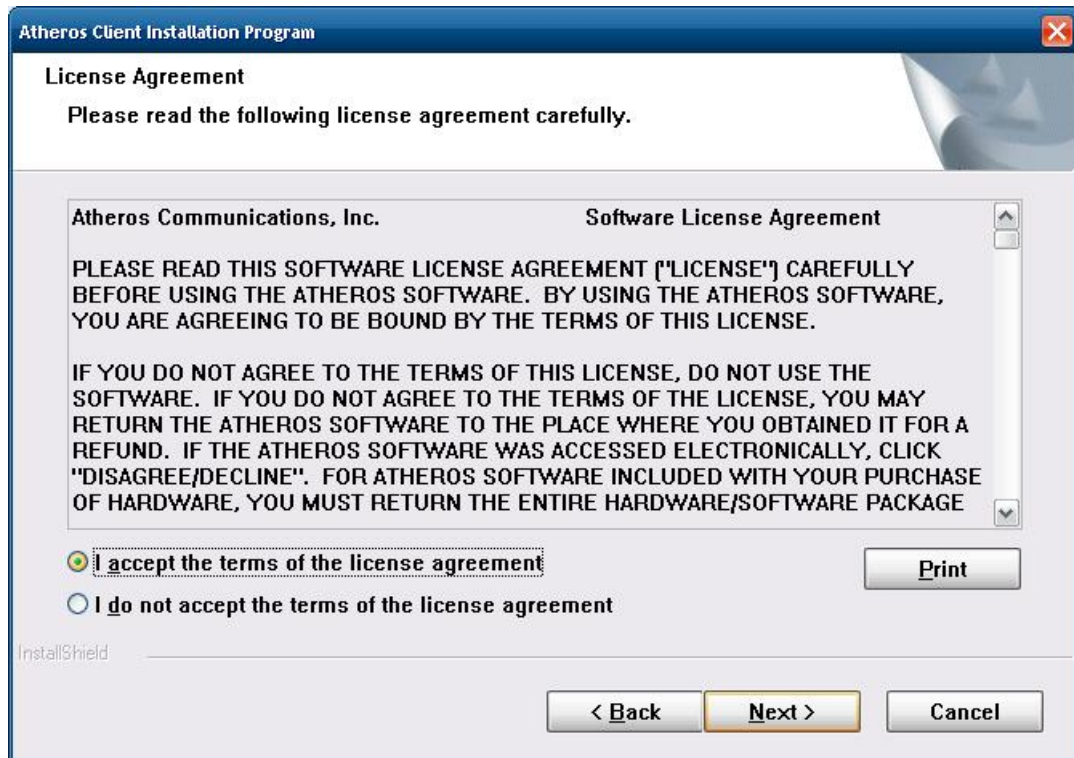 Atheros Client Installation Program
License Agreement
Please read the following license agreement carefully.
Atheros Communications, Inc. Software License Agreement
PLEASE READ THIS SOFTWARE LICENSE AGREEMENT ("LICENSE") CAREFULLY
BEFORE USING THE ATHEROS SOFTWARE. BY USING THE ATHEROS SOFTWARE,
YOU ARE AGREEING TO BE BOUND BY THE TERMS OF THIS LICENSE.
IF YOU DO NOT AGREE TO THE TERMS OF THIS LICENSE, DO NOT USE THE
SOFTWARE. IF YOU DO NOT AGREE TO THE TERMS OF THE LICENSE, YOU MAY
RETURN THE ATHEROS SOFTWARE TO THE PLACE WHERE YOU OBTAINED IT FOR A
REFUND. IF THE ATHEROS SOFTWARE WAS ACCESSED ELECTRONICALLY, CLICK
"DISAGREE/DECLINE". FOR ATHEROS SOFTWARE INCLUDED WITH YOUR PURCHASE
OF HARDWARE, YOU MUST RETURN THE ENTIRE HARDWARE/SOFTWARE PACKAGE
I accept the terms of the license agreement
Print
I do not accept the terms of the license agreement
InstallShield
< Back Next > Cancel